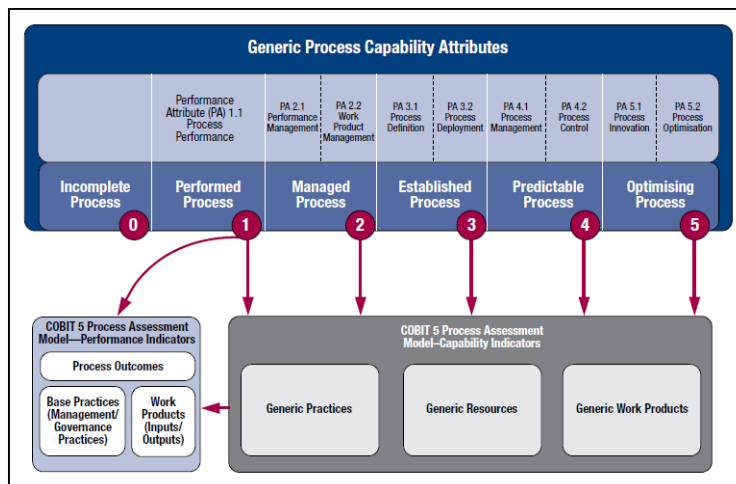 Generic Process Capability Attributes
Performance
Attribute (PA) 1.1
Process
Performance
PA 2.1
Performance
Management
PA 2.2
Work
Product
Management
PA 3.1
Process
Definition
PA 3.2
Process
Deployment
PA 4.1
Process
Management
PA 4.2
Process
Control
PA 5.1
Process
Innovation
PA 5.2
Process
Optimisation
Incomplete
Process
Performed
Process
Managed
Process
Established
Process
Predictable
Process
Optimising
Process
0
1
2
3
4
5
COBIT 5 Process Assessment
Model—Performance Indicators
Process Outcomes
Base Practices
(Management/
Governance
Practices)
Work
Products
(Inputs/
Outputs)
COBIT 5 Process Assessment
Model–Capability Indicators
Generic Practices
Generic Resources
Generic Work Products